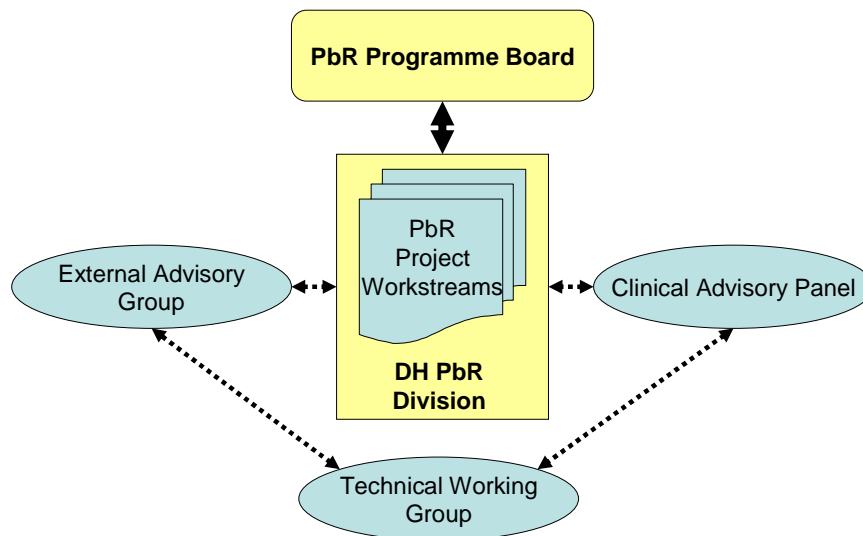 PbR Programme Board
PbR
Project
Workstreams
External Advisory
Group
Clinical Advisory Panel
DH PbR
Division
Technical Working
Group